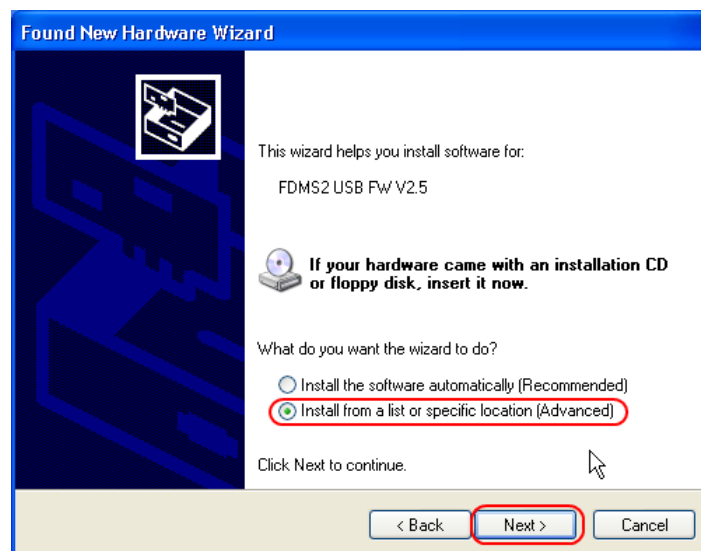 Found New Hardware Wizard
This wizard helps you install software for:
FDMS2 USB FW V2.5
If your hardware came with an installation CD
or floppy disk, insert it now.
What do you want the wizard to do?
Install the software automatically (Recommended)
Install from a list or specific location (Advanced)
Click Next to continue.
< Back
Next >
Cancel